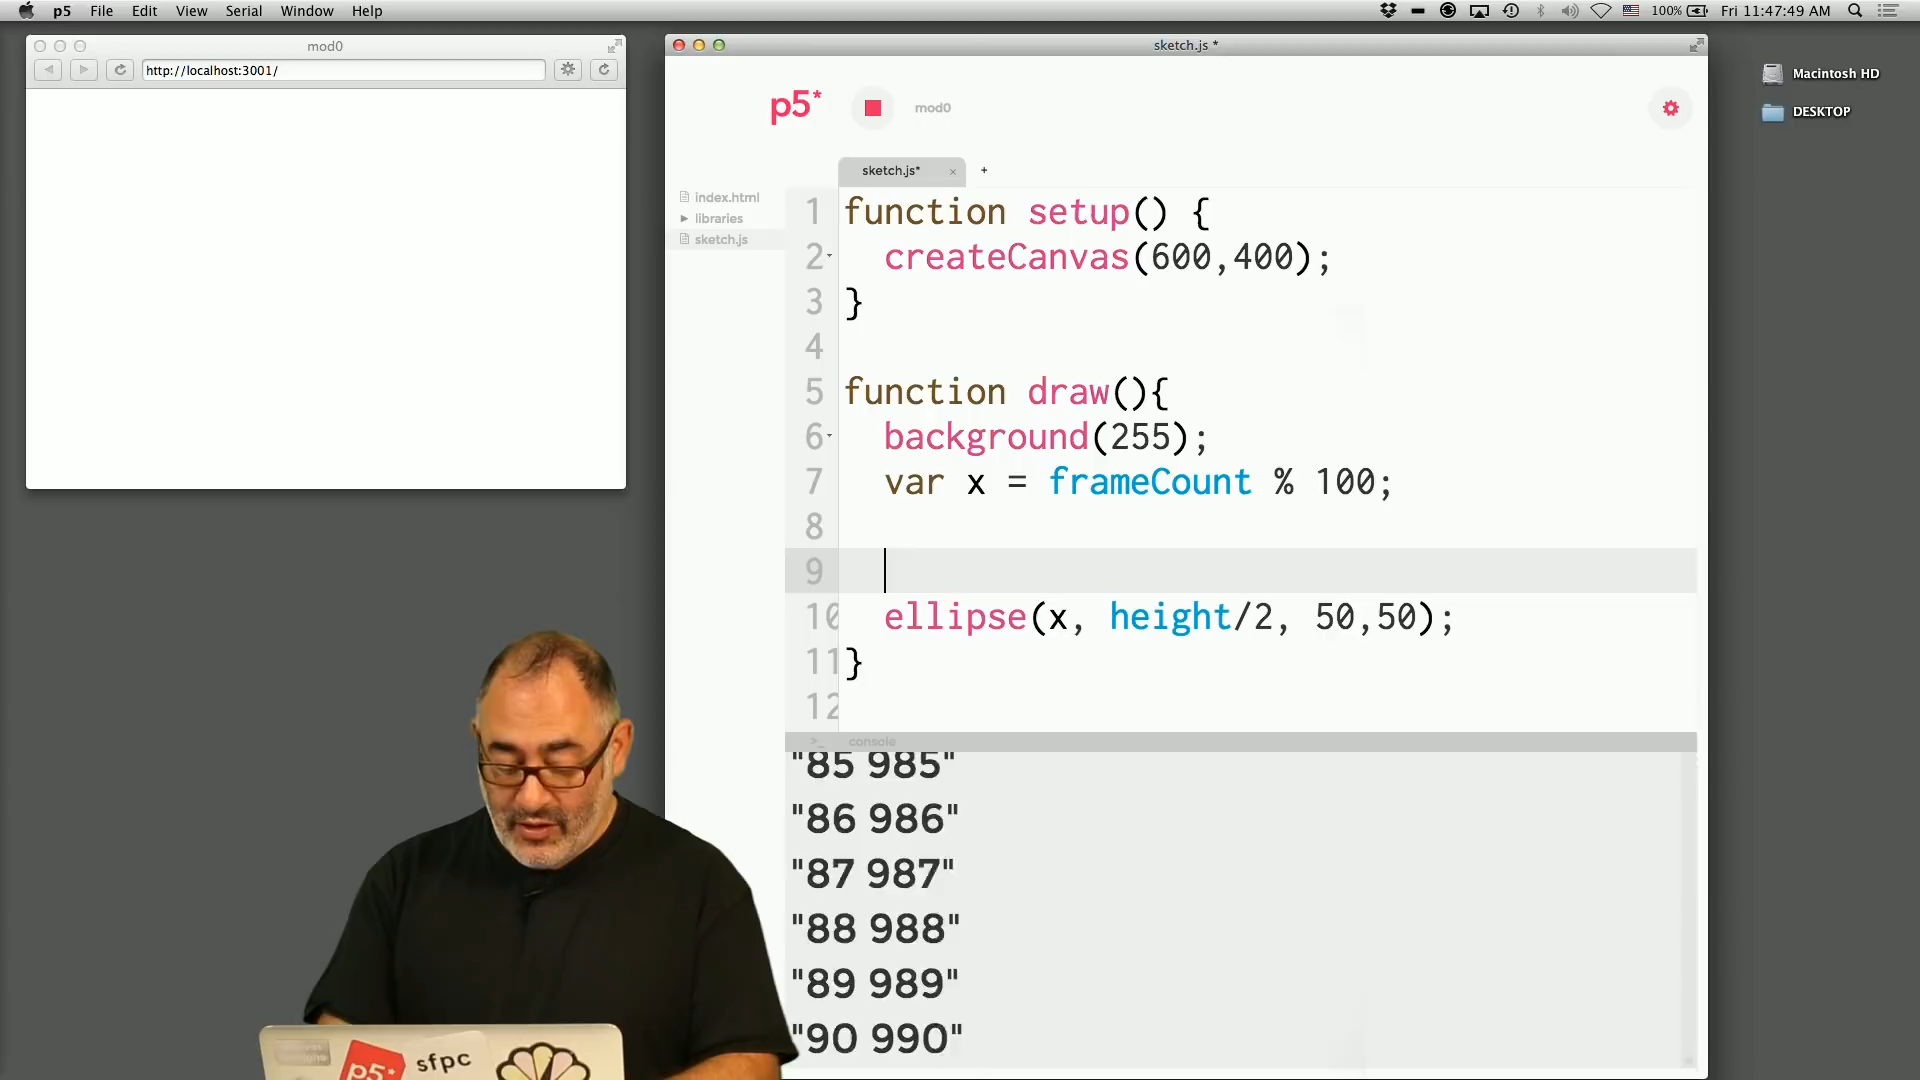 p5 File Edit View Serial Window Help
100% Fri 11:47:49 AM
mod0
http://localhost:3001/
sketch.js *
Macintosh HD
DESKTOP
p5* mod0
sketch.js* × +
index.html
libraries
sketch.js
1 function setup() {
2 createCanvas(600,400);
3 }
4
5 function draw(){
6 background(255);
7 var x = frameCount % 100;
8
9
10 ellipse(x, height/2, 50,50);
11 }
12
>_ console
"85 985"
"86 986"
"87 987"
"88 988"
"89 989"
"90 990"
p5* sfpc